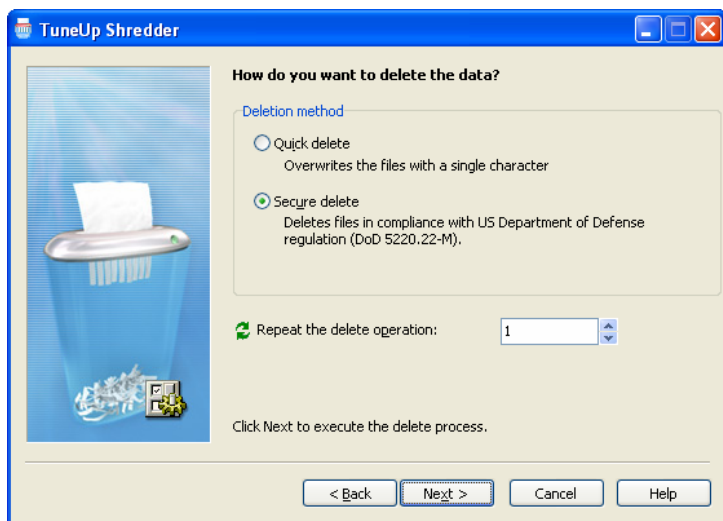 TuneUp Shredder
How do you want to delete the data?
Deletion method
Quick delete
Overwrites the files with a single character
Secure delete
Deletes files in compliance with US Department of Defense
regulation (DoD 5220.22-M).
Repeat the delete operation:
1
Click Next to execute the delete process.
< Back
Next >
Cancel
Help